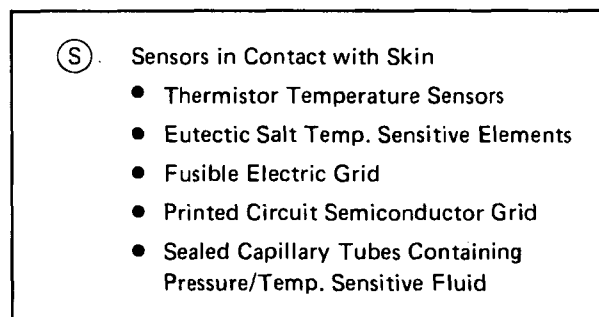 Ⓢ. Sensors in Contact with Skin
● Thermistor Temperature Sensors
● Eutectic Salt Temp. Sensitive Elements
● Fusible Electric Grid
● Printed Circuit Semiconductor Grid
● Sealed Capillary Tubes Containing
Pressure/Temp. Sensitive Fluid